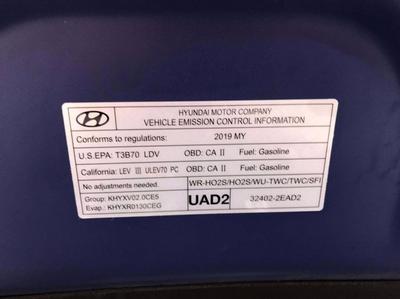 HYUNDAI MOTOR COMPANY
VEHICLE EMISSION CONTROL INFORMATION
Conforms to regulations: 2019 MY
U.S.EPA: T3B70 LDV OBD: CA II Fuel: Gasoline
California: LEV III ULEV70 PC OBD: CA II Fuel: Gasoline
No adjustments needed. WR-HO2S/HO2S/WU-TWC/TWC/SFI
Group: KHYXV02.0CE5
Evap.: KHYXR0130CEG
UAD2
32402-2EAD2